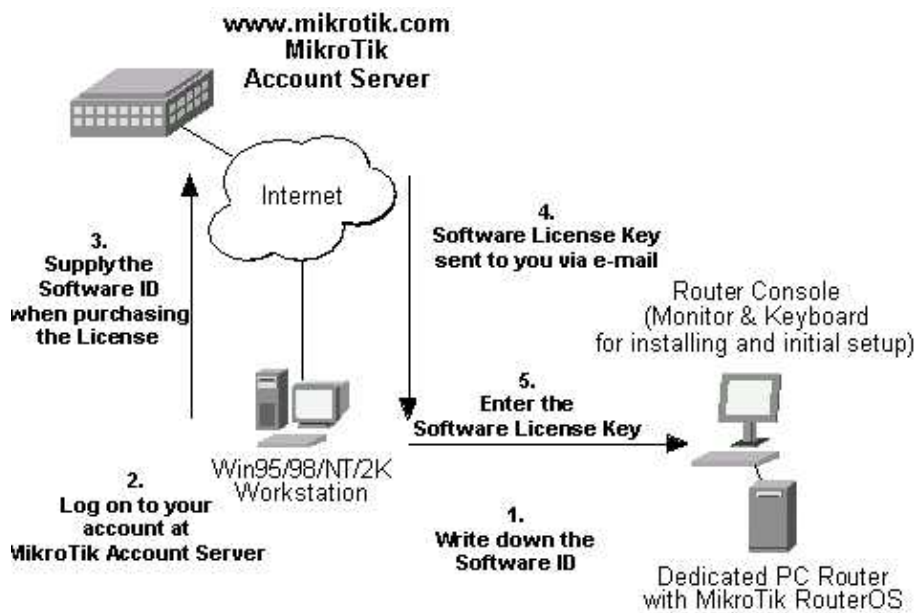 www.mikrotik.com
MikroTik
Account Server
Internet
3.
Supply the
Software ID
when purchasing
the License
4.
Software License Key
sent to you via e-mail
Router Console
(Monitor & Keyboard
for installing and initial setup)
5.
Enter the
Software License Key
Win95/98/NT/2K
Workstation
2.
Log on to your
account at
MikroTik Account Server
1.
Write down the
Software ID
Dedicated PC Router
with MikroTik RouterOS